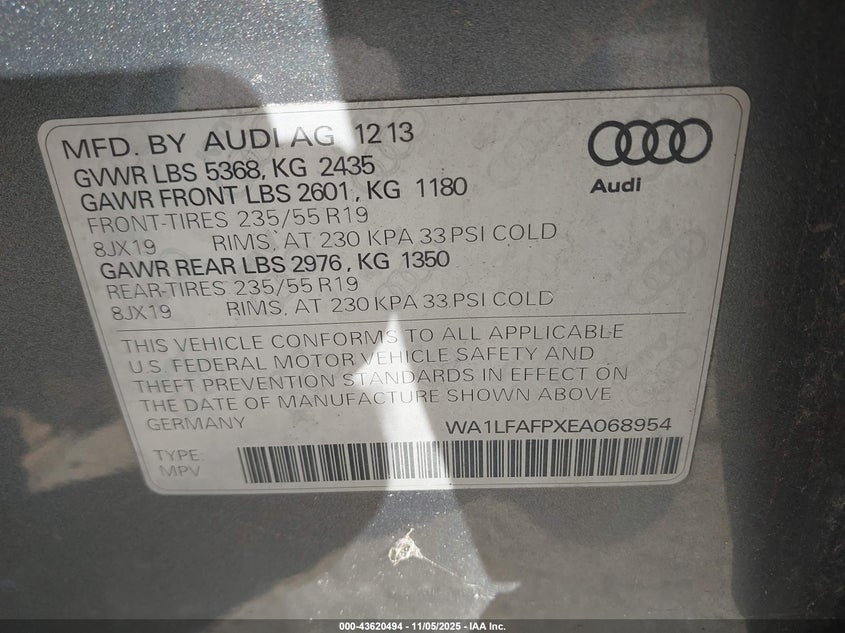 MFD. BY AUDI AG 12 13
GVWR LBS 5368, KG 2435
GAWR FRONT LBS 2601, KG 1180
FRONT-TIRES 235/55 R19
8JX19 RIMS, AT 230 KPA 33 PSI COLD
GAWR REAR LBS 2976, KG 1350
REAR-TIRES 235/55 R19
8JX19 RIMS, AT 230 KPA 33 PSI COLD
Audi
THIS VEHICLE CONFORMS TO ALL APPLICABLE
U.S. FEDERAL MOTOR VEHICLE SAFETY AND
THEFT PREVENTION STANDARDS IN EFFECT ON
THE DATE OF MANUFACTURE SHOWN ABOVE
GERMANY WA1LFAFPXEA068954
TYPE:
MPV
000-43620494 - 11/05/2025 - IAA Inc.